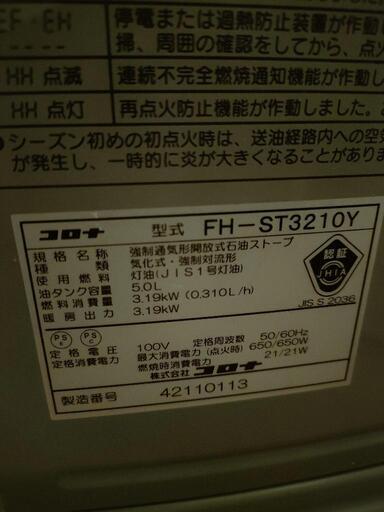 EF-EH
停電または過熱防止装置が作動
掃、周囲の確認をしてから、点火
HH 点滅
連続不完全燃焼通知機能が作動
HH 点灯
再点火防止機能が作動しました。
●シーズン初めの初点火時は、送油経路内への空気
が発生し、一時的に炎が大きくなることがあります
コロナ 型式 FH-ST3210Y
規格名称 強制通気形開放式石油ストーブ
種類 気化式・強制対流形
使用燃料 灯油(JIS1号灯油)
油タンク容量 5.0L
燃料消費量 3.19kW (0.310L/h)
暖房出力 3.19kW
認証
JHIA
JIS S 2036
PS C
PS E
定格電圧 100V 定格周波数 50/60Hz
定格消費電力 最大消費電力(点火時) 650/650W
燃焼時消費電力 21/21W
株式会社 コロナ
製造番号 42110113